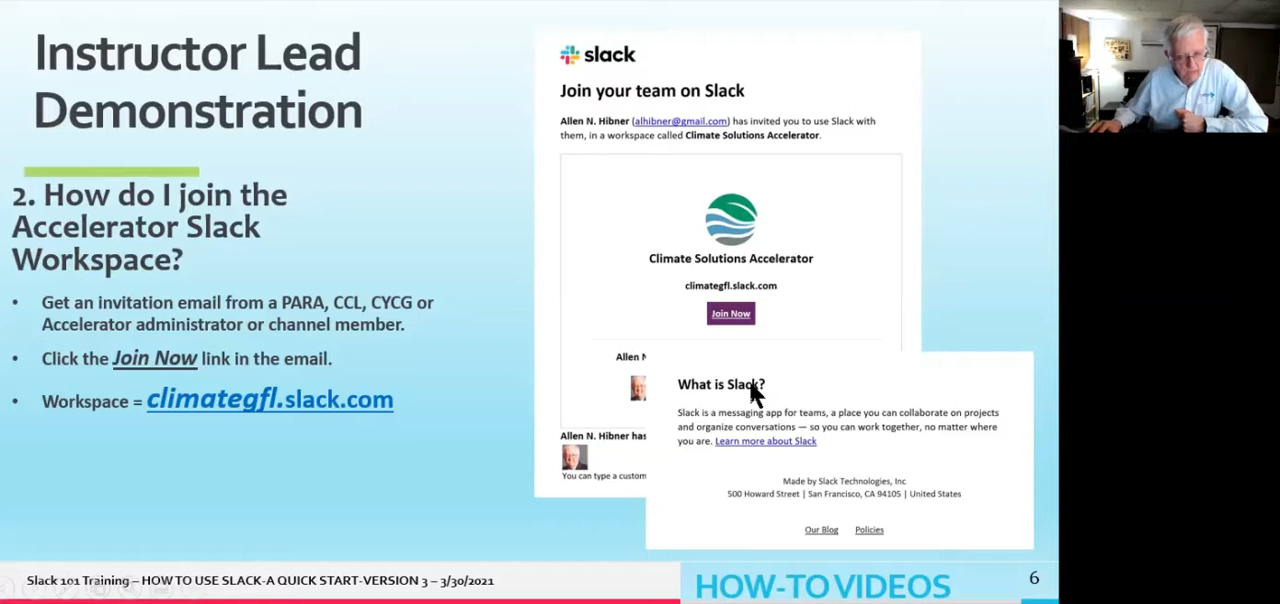 Instructor Lead
Demonstration
2. How do I join the
Accelerator Slack
Workspace?
• Get an invitation email from a PARA, CCL, CYCG or
Accelerator administrator or channel member.
• Click the Join Now link in the email.
• Workspace = climategfl.slack.com
slack
Join your team on Slack
Allen N. Hibner (alhibner@gmail.com) has invited you to use Slack with
them, in a workspace called Climate Solutions Accelerator.
Climate Solutions Accelerator
climategfl.slack.com
Join Now
Allen N
Allen N. Hibner has
You can type a custom
What is Slack?
Slack is a messaging app for teams, a place you can collaborate on projects
and organize conversations — so you can work together, no matter where
you are. Learn more about Slack
Made by Slack Technologies, Inc
500 Howard Street | San Francisco, CA 94105 | United States
Our Blog Policies
Slack 101 Training – HOW TO USE SLACK-A QUICK START-VERSION 3 – 3/30/2021
HOW-TO VIDEOS
6